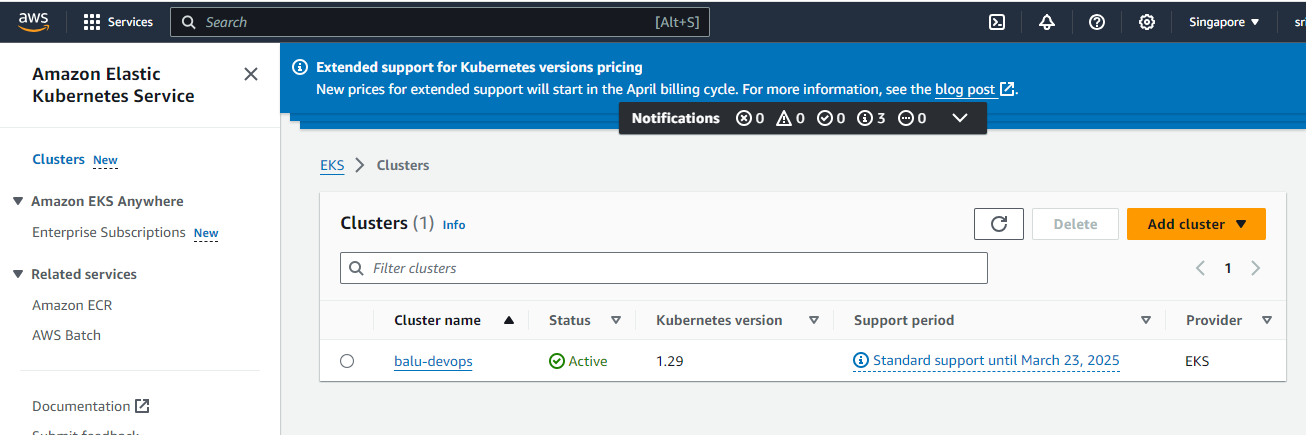 aws
Services
Search
[Alt+S]
Singapore
sri
Amazon Elastic
Kubernetes Service
Clusters New
Amazon EKS Anywhere
Enterprise Subscriptions New
Related services
Amazon ECR
AWS Batch
Documentation
Submit feedback
Extended support for Kubernetes versions pricing
New prices for extended support will start in the April billing cycle. For more information, see the blog post.
Notifications 0 0 0 3 0
EKS > Clusters
Clusters (1) Info
Delete
Add cluster
Filter clusters
1
Cluster name Status Kubernetes version Support period Provider
balu-devops Active 1.29 Standard support until March 23, 2025 EKS